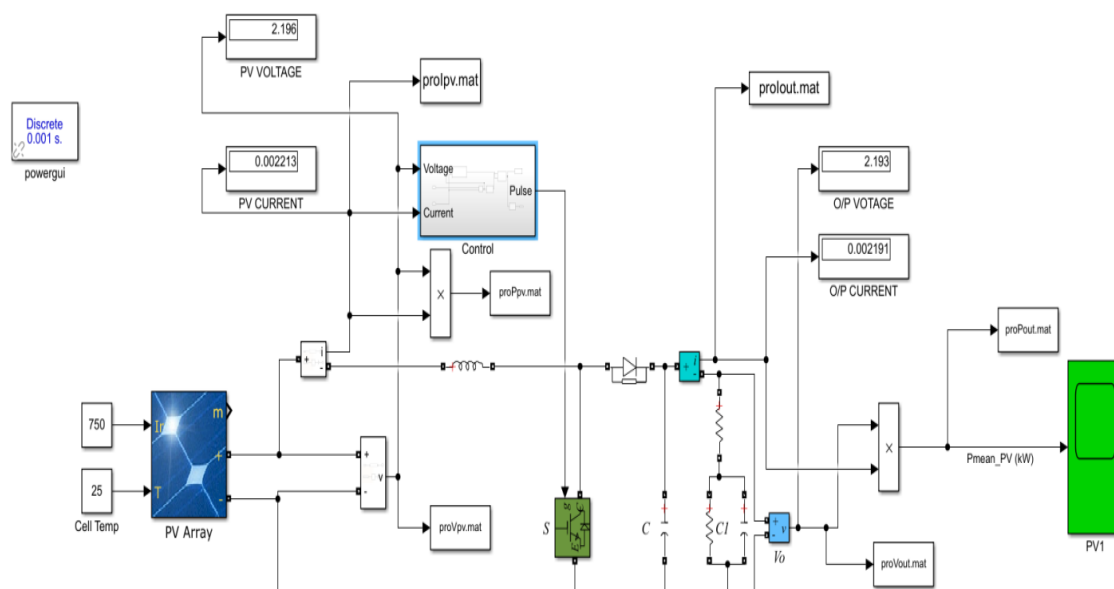 2.196
PV VOLTAGE
proIpv.mat
proIout.mat
Discrete
0.001 s.
powergui
0.002213
PV CURRENT
Voltage
Current
Pulse
Control
2.193
O/P VOTAGE
0.002191
O/P CURRENT
X
proPpv.mat
proPout.mat
+
i
-
+
i
-
750
Ir
m
+
25
T
-
Cell Temp
PV Array
+
-
v
proVpv.mat
S
g
C
E
C
C1
+
-
v
Vo
X
Pmean_PV (kW)
proVout.mat
PV1